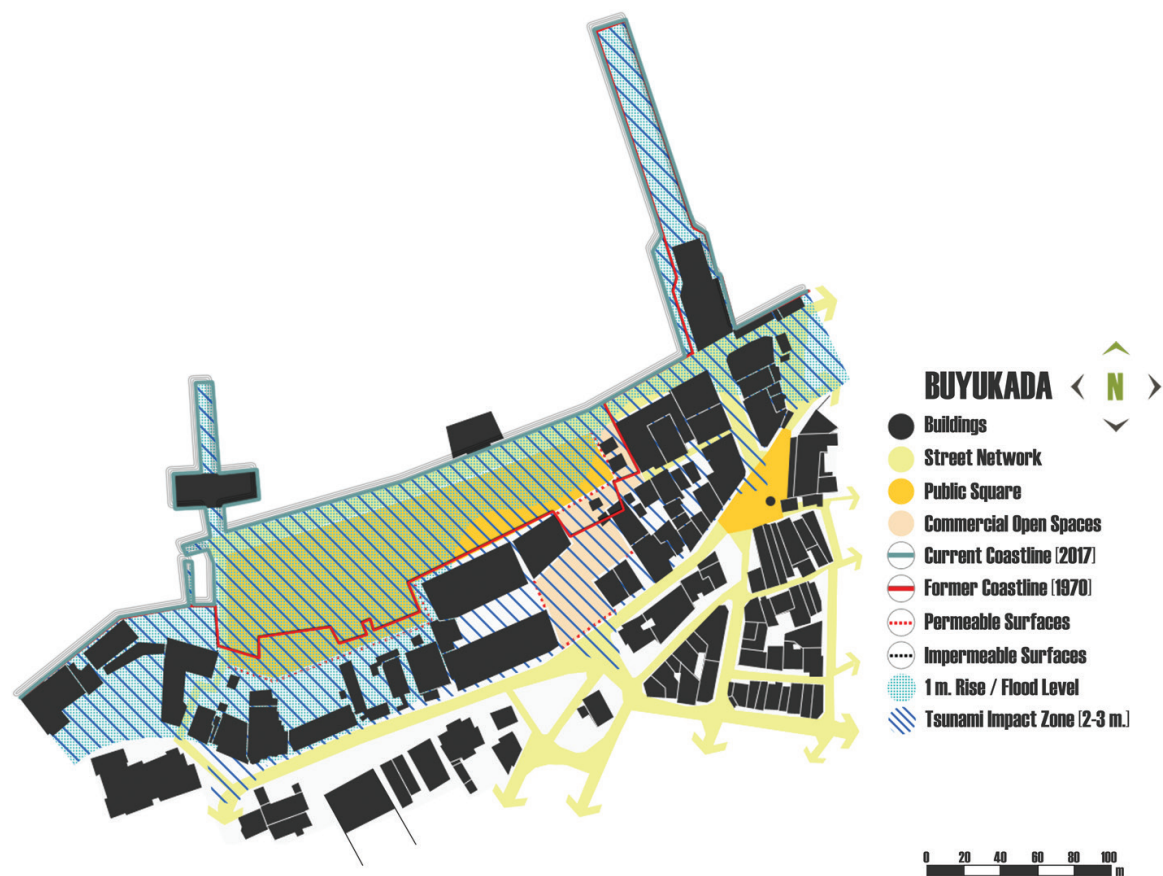 BUYUKADA
N
Buildings
Street Network
Public Square
Commercial Open Spaces
Current Coastline [2017]
Former Coastline [1970]
Permeable Surfaces
Impermeable Surfaces
1 m. Rise / Flood Level
Tsunami Impact Zone [2-3 m.]
0 20 40 60 80 100
m